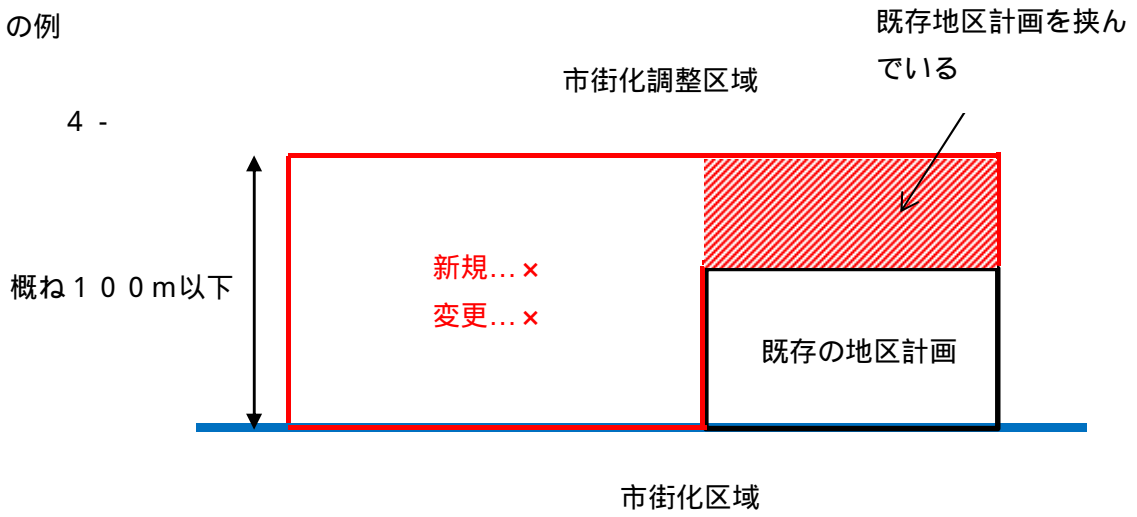 の例
既存地区計画を挟ん
でいる
市街化調整区域
４-
概ね１００ｍ以下
新規…×
変更…×
既存の地区計画
市街化区域